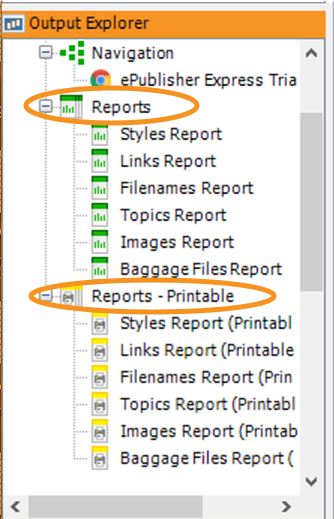 Output Explorer
Navigation
ePublisher Express Tria
Reports
Styles Report
Links Report
Filenames Report
Topics Report
Images Report
Baggage Files Report
Reports - Printable
Styles Report (Printabl
Links Report (Printable
Filenames Report (Prin
Topics Report (Printabl
Images Report (Printab
Baggage Files Report (